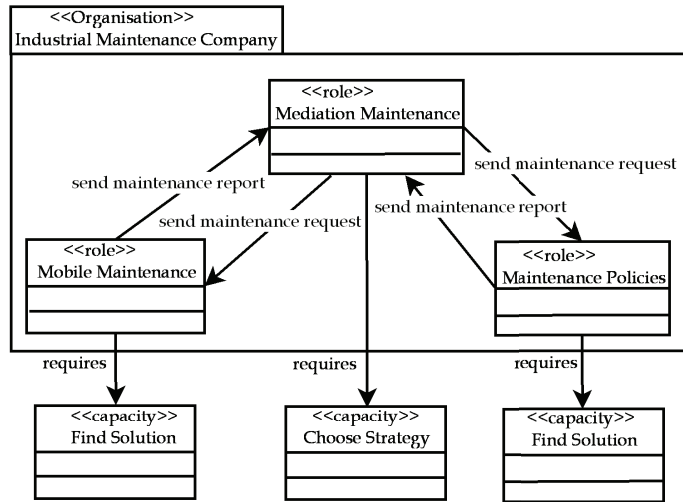 <<Organisation>>
Industrial Maintenance Company
<<role>>
Mediation Maintenance
send maintenance request
send maintenance report
send maintenance request
send maintenance report
<<role>>
Mobile Maintenance
<<role>>
Maintenance Policies
requires
requires
requires
<<capacity>>
Find Solution
<<capacity>>
Choose Strategy
<<capacity>>
Find Solution